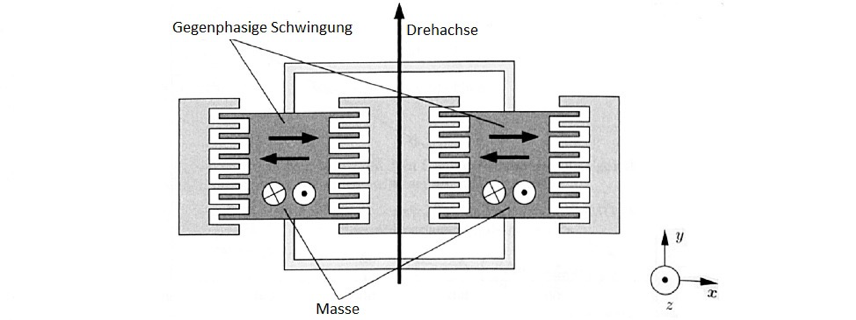 Gegenphasige Schwingung
Drehachse
Masse
y
x
z